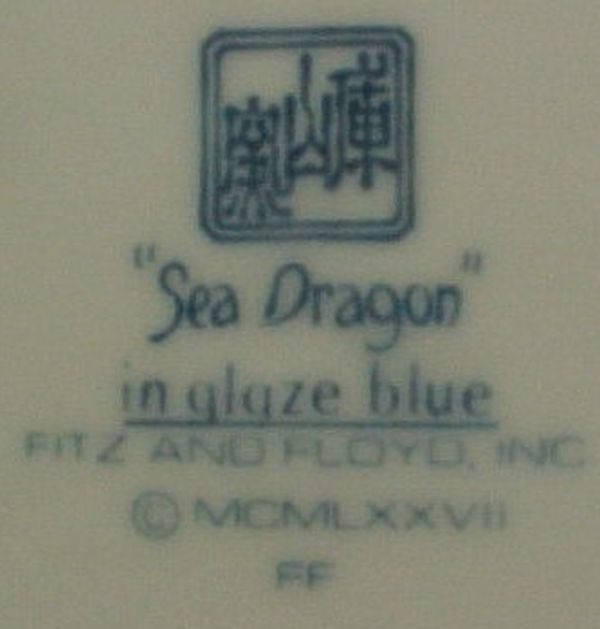 "Sea Dragon"
in glaze blue
FITZ AND FLOYD, INC.
© MCMLXXVII
FF